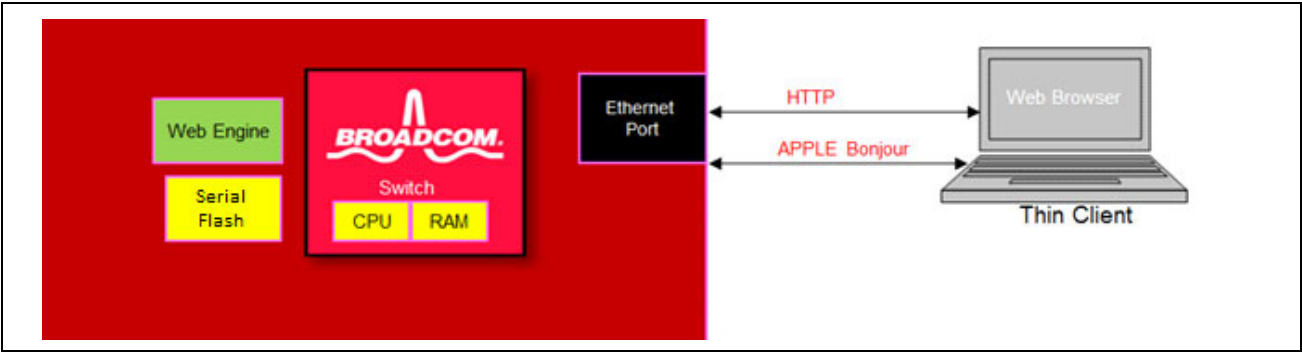 Web Engine
Serial
Flash
BROADCOM.
Switch
CPU
RAM
Ethernet
Port
HTTP
APPLE Bonjour
Web Browser
Thin Client